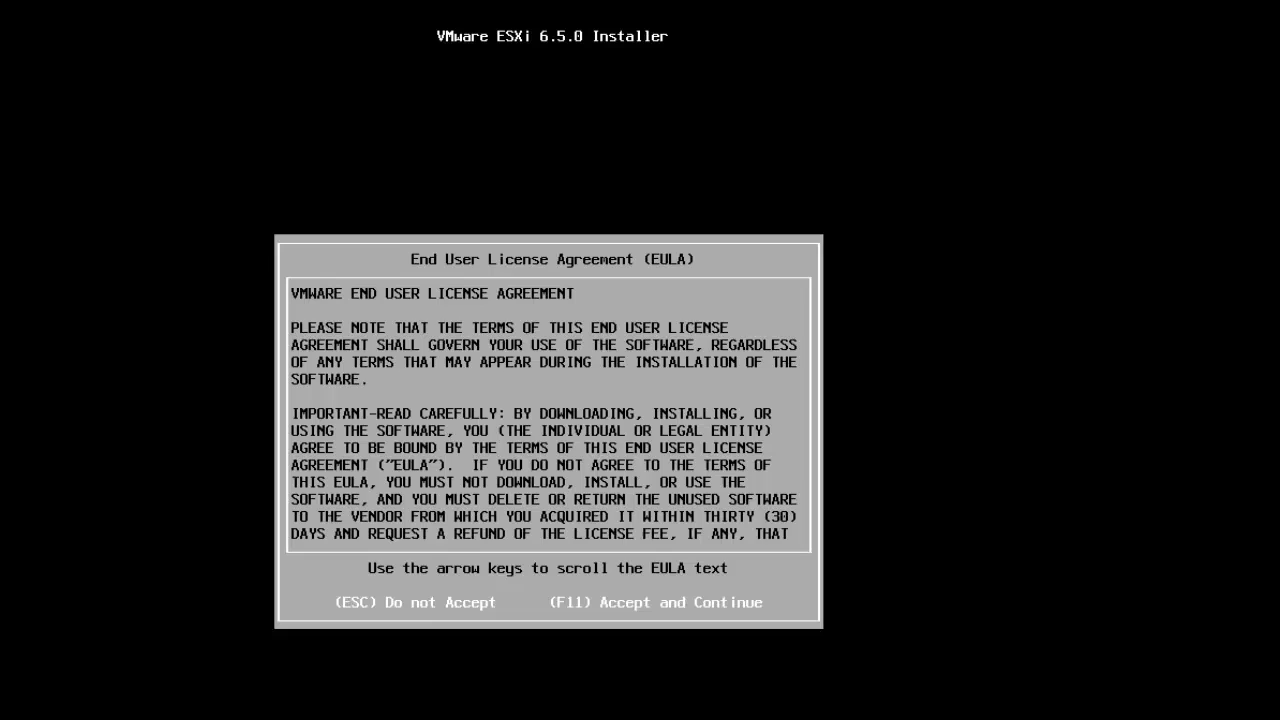 VMware ESXi 6.5.0 Installer
End User License Agreement (EULA)
VMWARE END USER LICENSE AGREEMENT
PLEASE NOTE THAT THE TERMS OF THIS END USER LICENSE
AGREEMENT SHALL GOVERN YOUR USE OF THE SOFTWARE, REGARDLESS
OF ANY TERMS THAT MAY APPEAR DURING THE INSTALLATION OF THE
SOFTWARE.
IMPORTANT-READ CAREFULLY: BY DOWNLOADING, INSTALLING, OR
USING THE SOFTWARE, YOU (THE INDIVIDUAL OR LEGAL ENTITY)
AGREE TO BE BOUND BY THE TERMS OF THIS END USER LICENSE
AGREEMENT ("EULA").  IF YOU DO NOT AGREE TO THE TERMS OF
THIS EULA, YOU MUST NOT DOWNLOAD, INSTALL, OR USE THE
SOFTWARE, AND YOU MUST DELETE OR RETURN THE UNUSED SOFTWARE
TO THE VENDOR FROM WHICH YOU ACQUIRED IT WITHIN THIRTY (30)
DAYS AND REQUEST A REFUND OF THE LICENSE FEE, IF ANY, THAT
Use the arrow keys to scroll the EULA text
(ESC) Do not Accept (F11) Accept and Continue